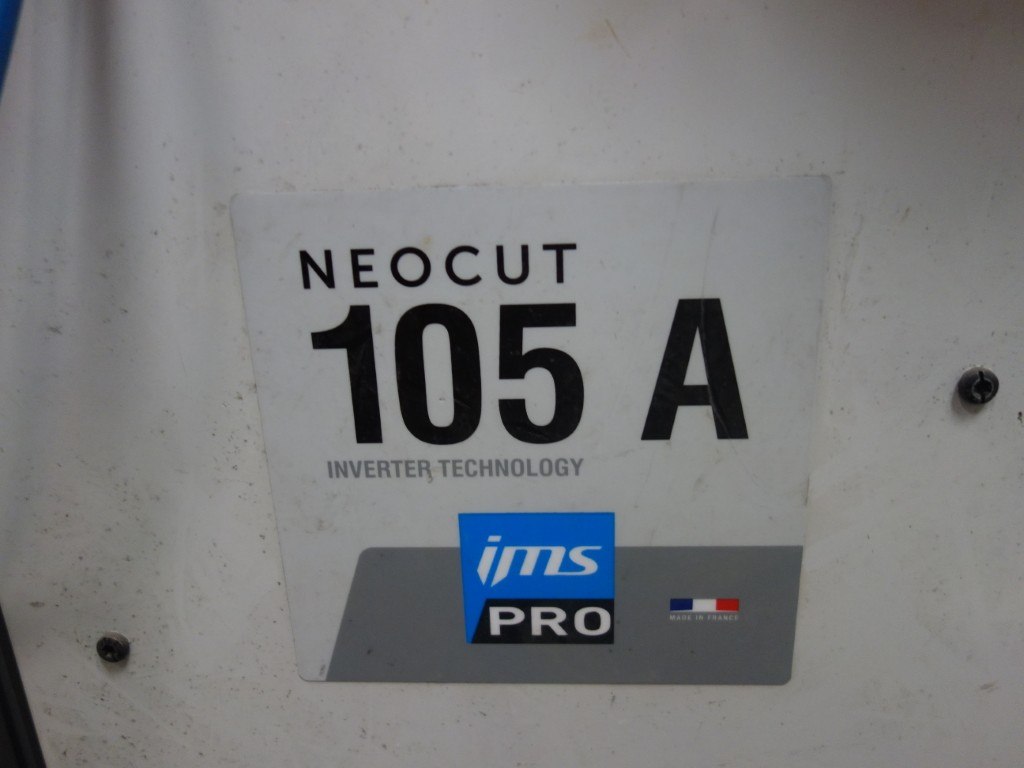 NEOCUT
105 A
INVERTER TECHNOLOGY
ims
PRO
MADE IN FRANCE